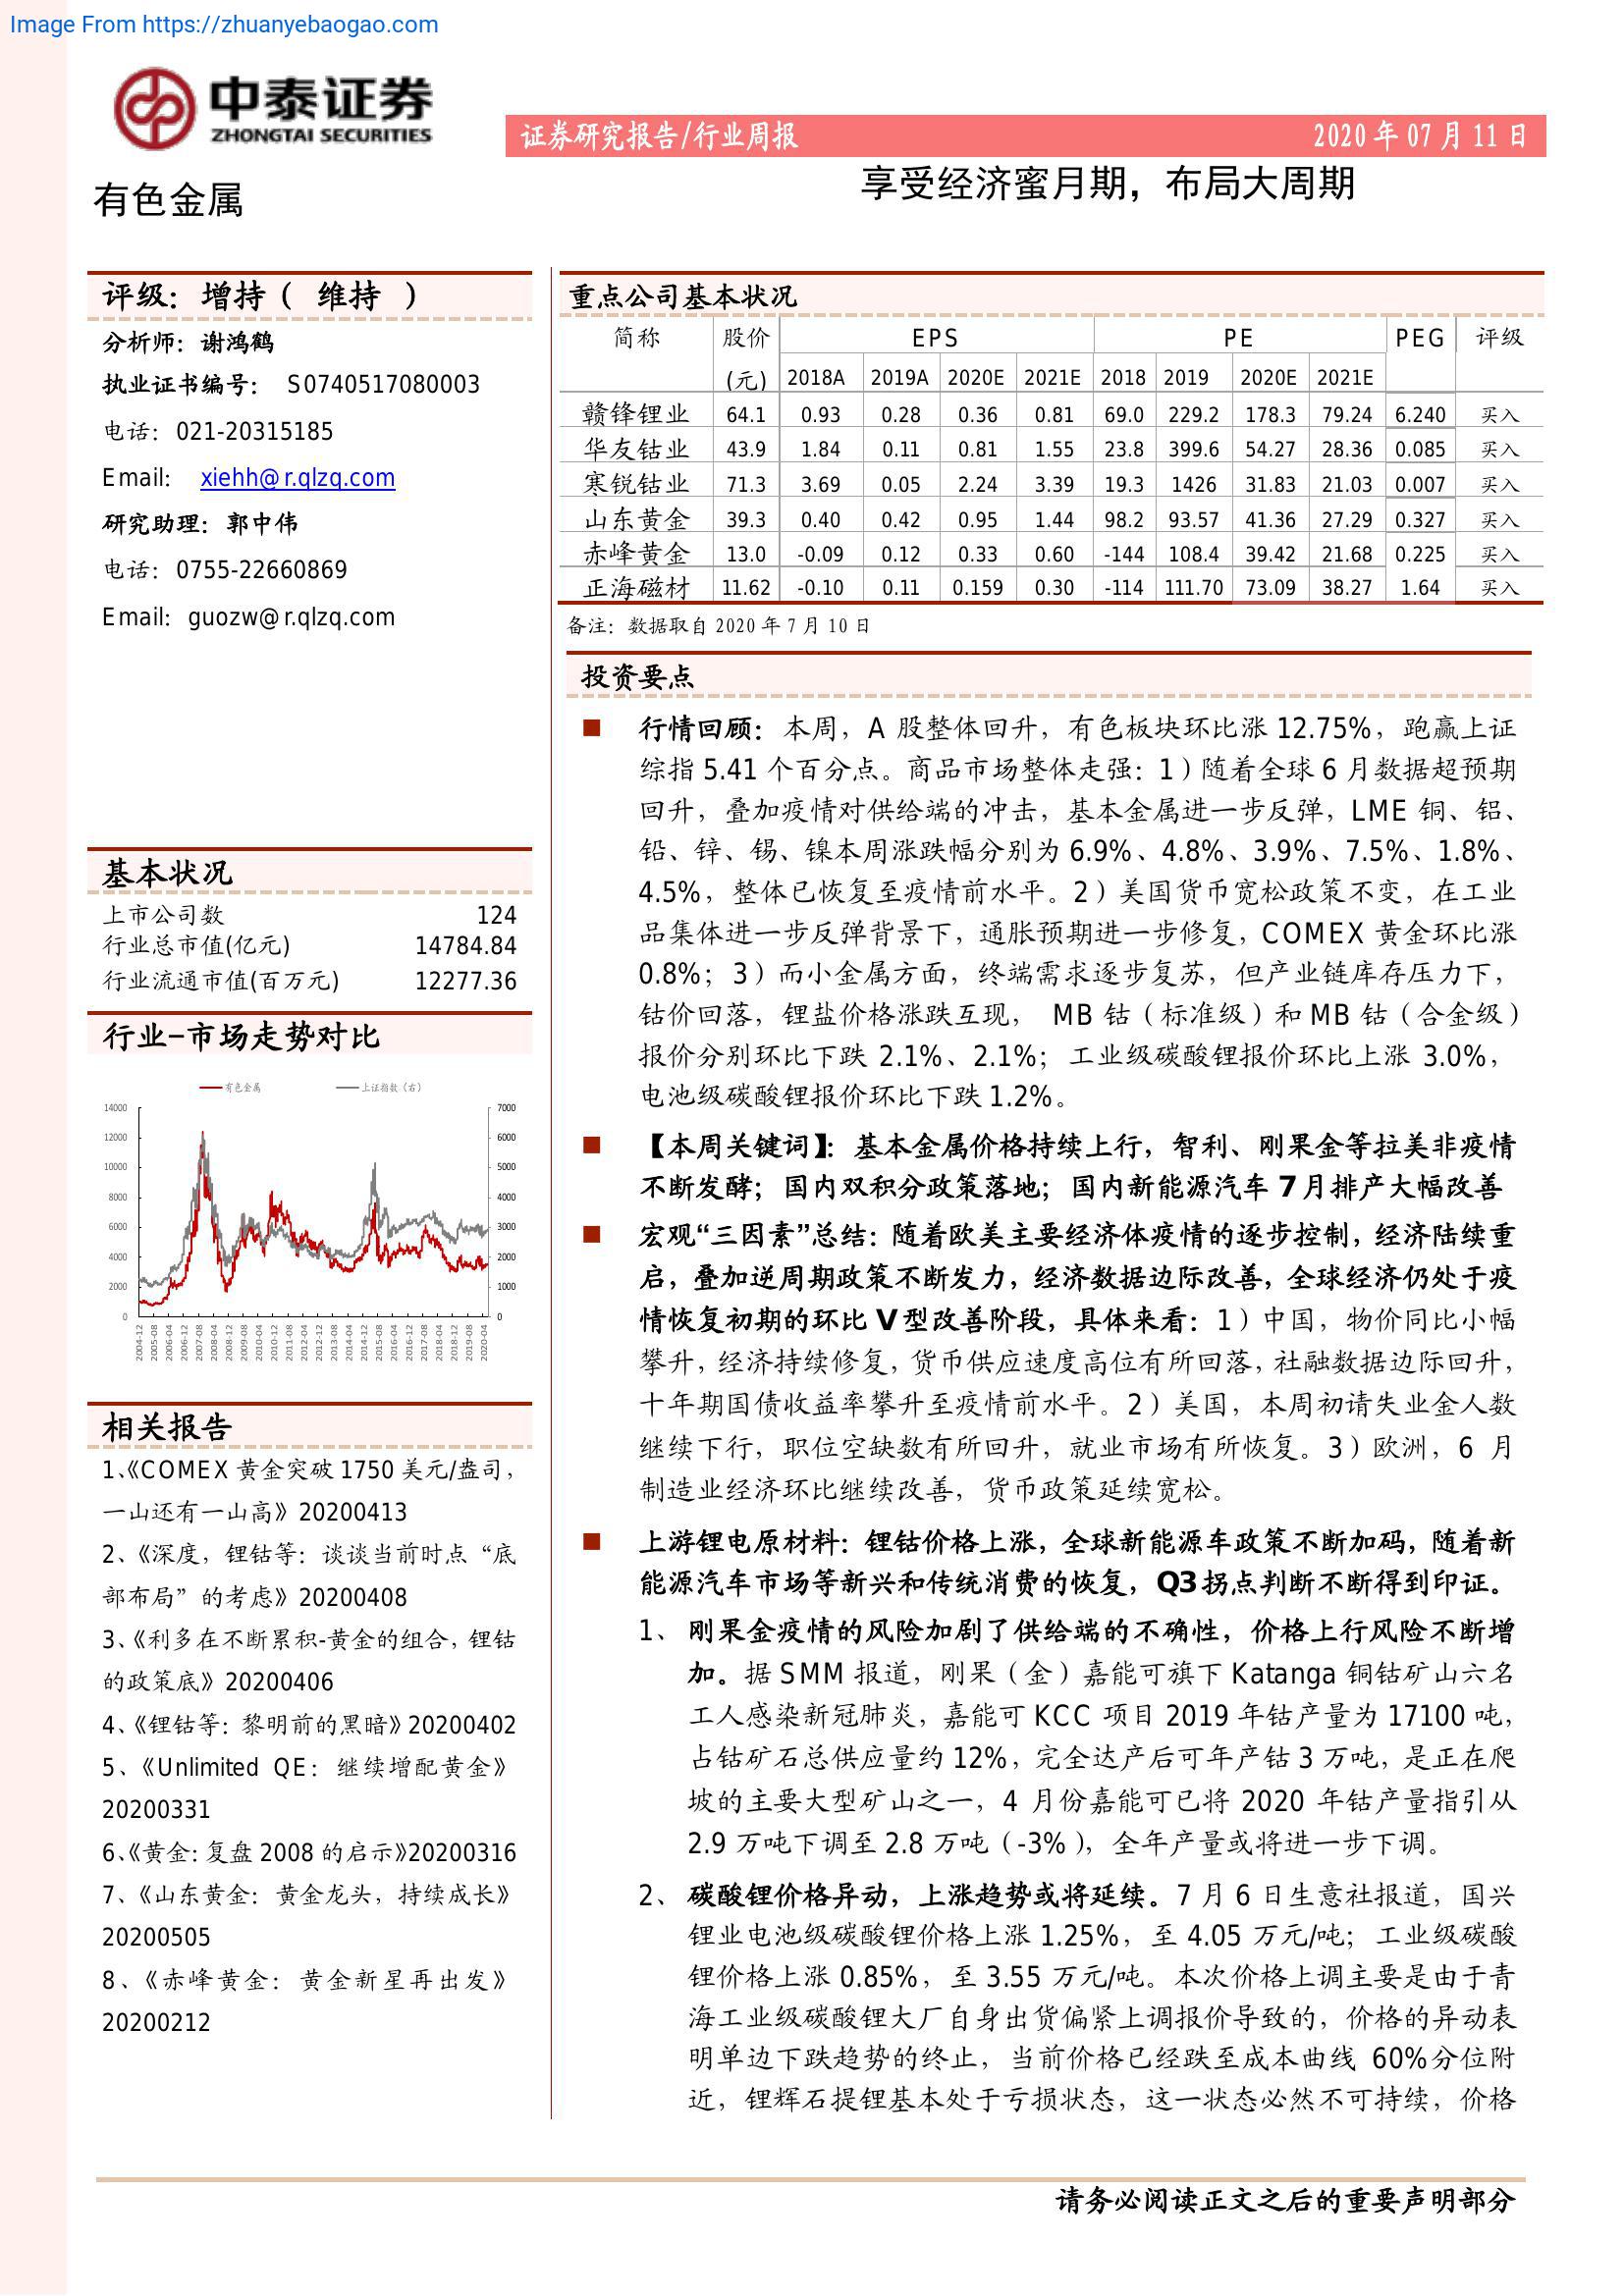 Image From https://zhuanyebaogao.com
中泰证券
ZHONGTAI SECURITIES
证券研究报告/行业周报 2020 年 07 月 11 日
有色金属
享受经济蜜月期，布局大周期
评级：增持（ 维持 ）
分析师：谢鸿鹤
执业证书编号： S0740517080003
电话：021-20315185
Email: xiehh@r.qlzq.com
研究助理：郭中伟
电话：0755-22660869
Email: guozw@r.qlzq.com
基本状况
上市公司数 124
行业总市值(亿元) 14784.84
行业流通市值(百万元) 12277.36
行业-市场走势对比
有色金属 上证指数（右）
14000 7000
12000 6000
10000 5000
8000 4000
6000 3000
4000 2000
2000 1000
0 0
2004-12 2005-08 2006-04 2006-12 2007-08 2008-04 2008-12 2009-08 2010-04 2010-12 2011-08 2012-04 2012-12 2013-08 2014-04 2014-12 2015-08 2016-04 2016-12 2017-08 2018-04 2018-12 2019-08 2020-04
相关报告
1、《COMEX 黄金突破 1750 美元/盎司，
一山还有一山高》20200413
2、《深度，锂钴等：谈谈当前时点“底
部布局”的考虑》20200408
3、《利多在不断累积-黄金的组合，锂钴
的政策底》20200406
4、《锂钴等：黎明前的黑暗》20200402
5、《Unlimited QE：继续增配黄金》
20200331
6、《黄金：复盘 2008 的启示》20200316
7、《山东黄金：黄金龙头，持续成长》
20200505
8、《赤峰黄金：黄金新星再出发》
20200212
重点公司基本状况
简称 股价 EPS PE PEG 评级
(元) 2018A 2019A 2020E 2021E 2018 2019 2020E 2021E
赣锋锂业 64.1 0.93 0.28 0.36 0.81 69.0 229.2 178.3 79.24 6.240 买入
华友钴业 43.9 1.84 0.11 0.81 1.55 23.8 399.6 54.27 28.36 0.085 买入
寒锐钴业 71.3 3.69 0.05 2.24 3.39 19.3 1426 31.83 21.03 0.007 买入
山东黄金 39.3 0.40 0.42 0.95 1.44 98.2 93.57 41.36 27.29 0.327 买入
赤峰黄金 13.0 -0.09 0.12 0.33 0.60 -144 108.4 39.42 21.68 0.225 买入
正海磁材 11.62 -0.10 0.11 0.159 0.30 -114 111.70 73.09 38.27 1.64 买入
备注：数据取自 2020 年 7 月 10 日
投资要点
■ 行情回顾：本周，A 股整体回升，有色板块环比涨 12.75%，跑赢上证
综指 5.41 个百分点。商品市场整体走强：1）随着全球 6 月数据超预期
回升，叠加疫情对供给端的冲击，基本金属进一步反弹，LME 铜、铝、
铅、锌、锡、镍本周涨跌幅分别为 6.9%、4.8%、3.9%、7.5%、1.8%、
4.5%，整体已恢复至疫情前水平。2）美国货币宽松政策不变，在工业
品集体进一步反弹背景下，通胀预期进一步修复，COMEX 黄金环比涨
0.8%；3）而小金属方面，终端需求逐步复苏，但产业链库存压力下，
钴价回落，锂盐价格涨跌互现， MB 钴（标准级）和 MB 钴（合金级）
报价分别环比下跌 2.1%、2.1%；工业级碳酸锂报价环比上涨 3.0%，
电池级碳酸锂报价环比下跌 1.2%。
■ 【本周关键词】：基本金属价格持续上行，智利、刚果金等拉美非疫情
不断发酵；国内双积分政策落地；国内新能源汽车 7 月排产大幅改善
■ 宏观“三因素”总结：随着欧美主要经济体疫情的逐步控制，经济陆续重
启，叠加逆周期政策不断发力，经济数据边际改善，全球经济仍处于疫
情恢复初期的环比 V 型改善阶段，具体来看：1）中国，物价同比小幅
攀升，经济持续修复，货币供应速度高位有所回落，社融数据边际回升，
十年期国债收益率攀升至疫情前水平。2）美国，本周初请失业金人数
继续下行，职位空缺数有所回升，就业市场有所恢复。3）欧洲，6 月
制造业经济环比继续改善，货币政策延续宽松。
■ 上游锂电原材料：锂钴价格上涨，全球新能源车政策不断加码，随着新
能源汽车市场等新兴和传统消费的恢复，Q3 拐点判断不断得到印证。
1、 刚果金疫情的风险加剧了供给端的不确性，价格上行风险不断增
加。据 SMM 报道，刚果（金）嘉能可旗下 Katanga 铜钴矿山六名
工人感染新冠肺炎，嘉能可 KCC 项目 2019 年钴产量为 17100 吨，
占钴矿石总供应量约 12%，完全达产后可年产钴 3 万吨，是正在爬
坡的主要大型矿山之一，4 月份嘉能可已将 2020 年钴产量指引从
2.9 万吨下调至 2.8 万吨（-3%），全年产量或将进一步下调。
2、 碳酸锂价格异动，上涨趋势或将延续。7 月 6 日生意社报道，国兴
锂业电池级碳酸锂价格上涨 1.25%，至 4.05 万元/吨；工业级碳酸
锂价格上涨 0.85%，至 3.55 万元/吨。本次价格上调主要是由于青
海工业级碳酸锂大厂自身出货偏紧上调报价导致的，价格的异动表
明单边下跌趋势的终止，当前价格已经跌至成本曲线 60%分位附
近，锂辉石提锂基本处于亏损状态，这一状态必然不可持续，价格
请务必阅读正文之后的重要声明部分